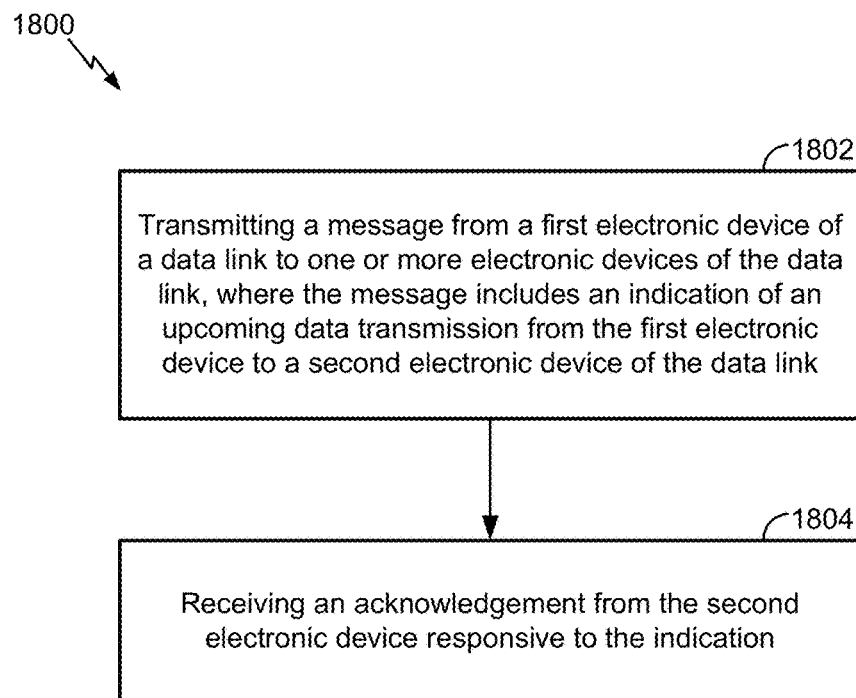 1800
1802
Transmitting a message from a first electronic device of
a data link to one or more electronic devices of the data
link, where the message includes an indication of an
upcoming data transmission from the first electronic
device to a second electronic device of the data link
1804
Receiving an acknowledgement from the second
electronic device responsive to the indication